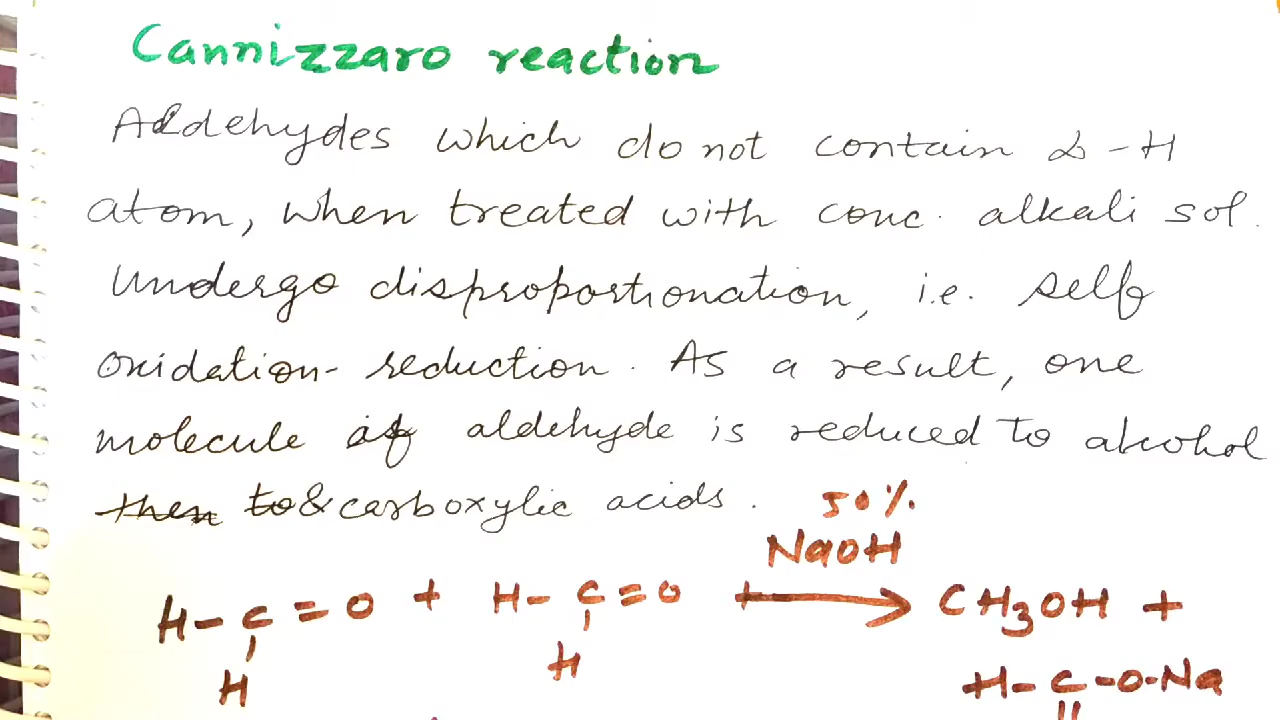 Cannizzaro reaction
Aldehydes which do not contain α-H
atom, when treated with conc. alkali sol.
Undergo disproportionation, i.e. self
oxidation-reduction. As a result, one
molecule of aldehyde is reduced to alcohol
then to & carboxylic acids.
50%
NaOH
H-C=O + H-C=O + → CH3OH +
H H
H-C-O-Na